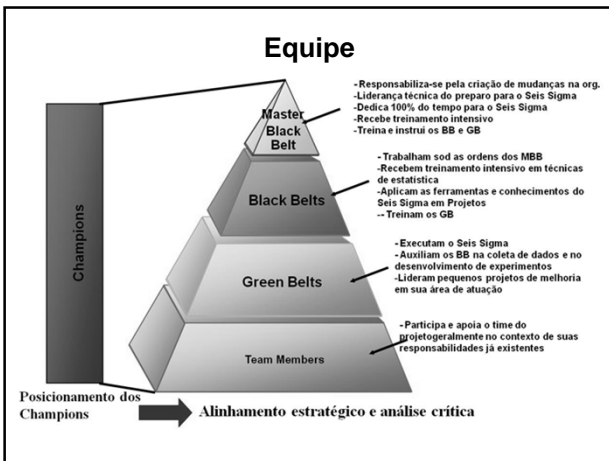 Equipe
Champions
Master
Black
Belt
-Responsabiliza-se pela criação de mudanças na org.
-Liderança técnica do preparo para o Seis Sigma
-Dedica 100% do tempo para o Seis Sigma
-Recebe treinamento intensivo
-Treina e instrui os BB e GB
Black Belts
-Trabalham sod as ordens dos MBB
-Recebem treinamento intensivo em técnicas
de estatística
-Aplicam as ferramentas e conhecimentos do
Seis Sigma em Projetos
-- Treinam os GB
Green Belts
-Executam o Seis Sigma
-Auxiliam os BB na coleta de dados e no
desenvolvimento de experimentos
-Lideram pequenos projetos de melhoria
em sua área de atuação
Team Members
-Participa e apoia o time do
projetogeralmente no contexto de suas
responsabilidades já existentes
Posicionamento dos
Champions
Alinhamento estratégico e análise crítica